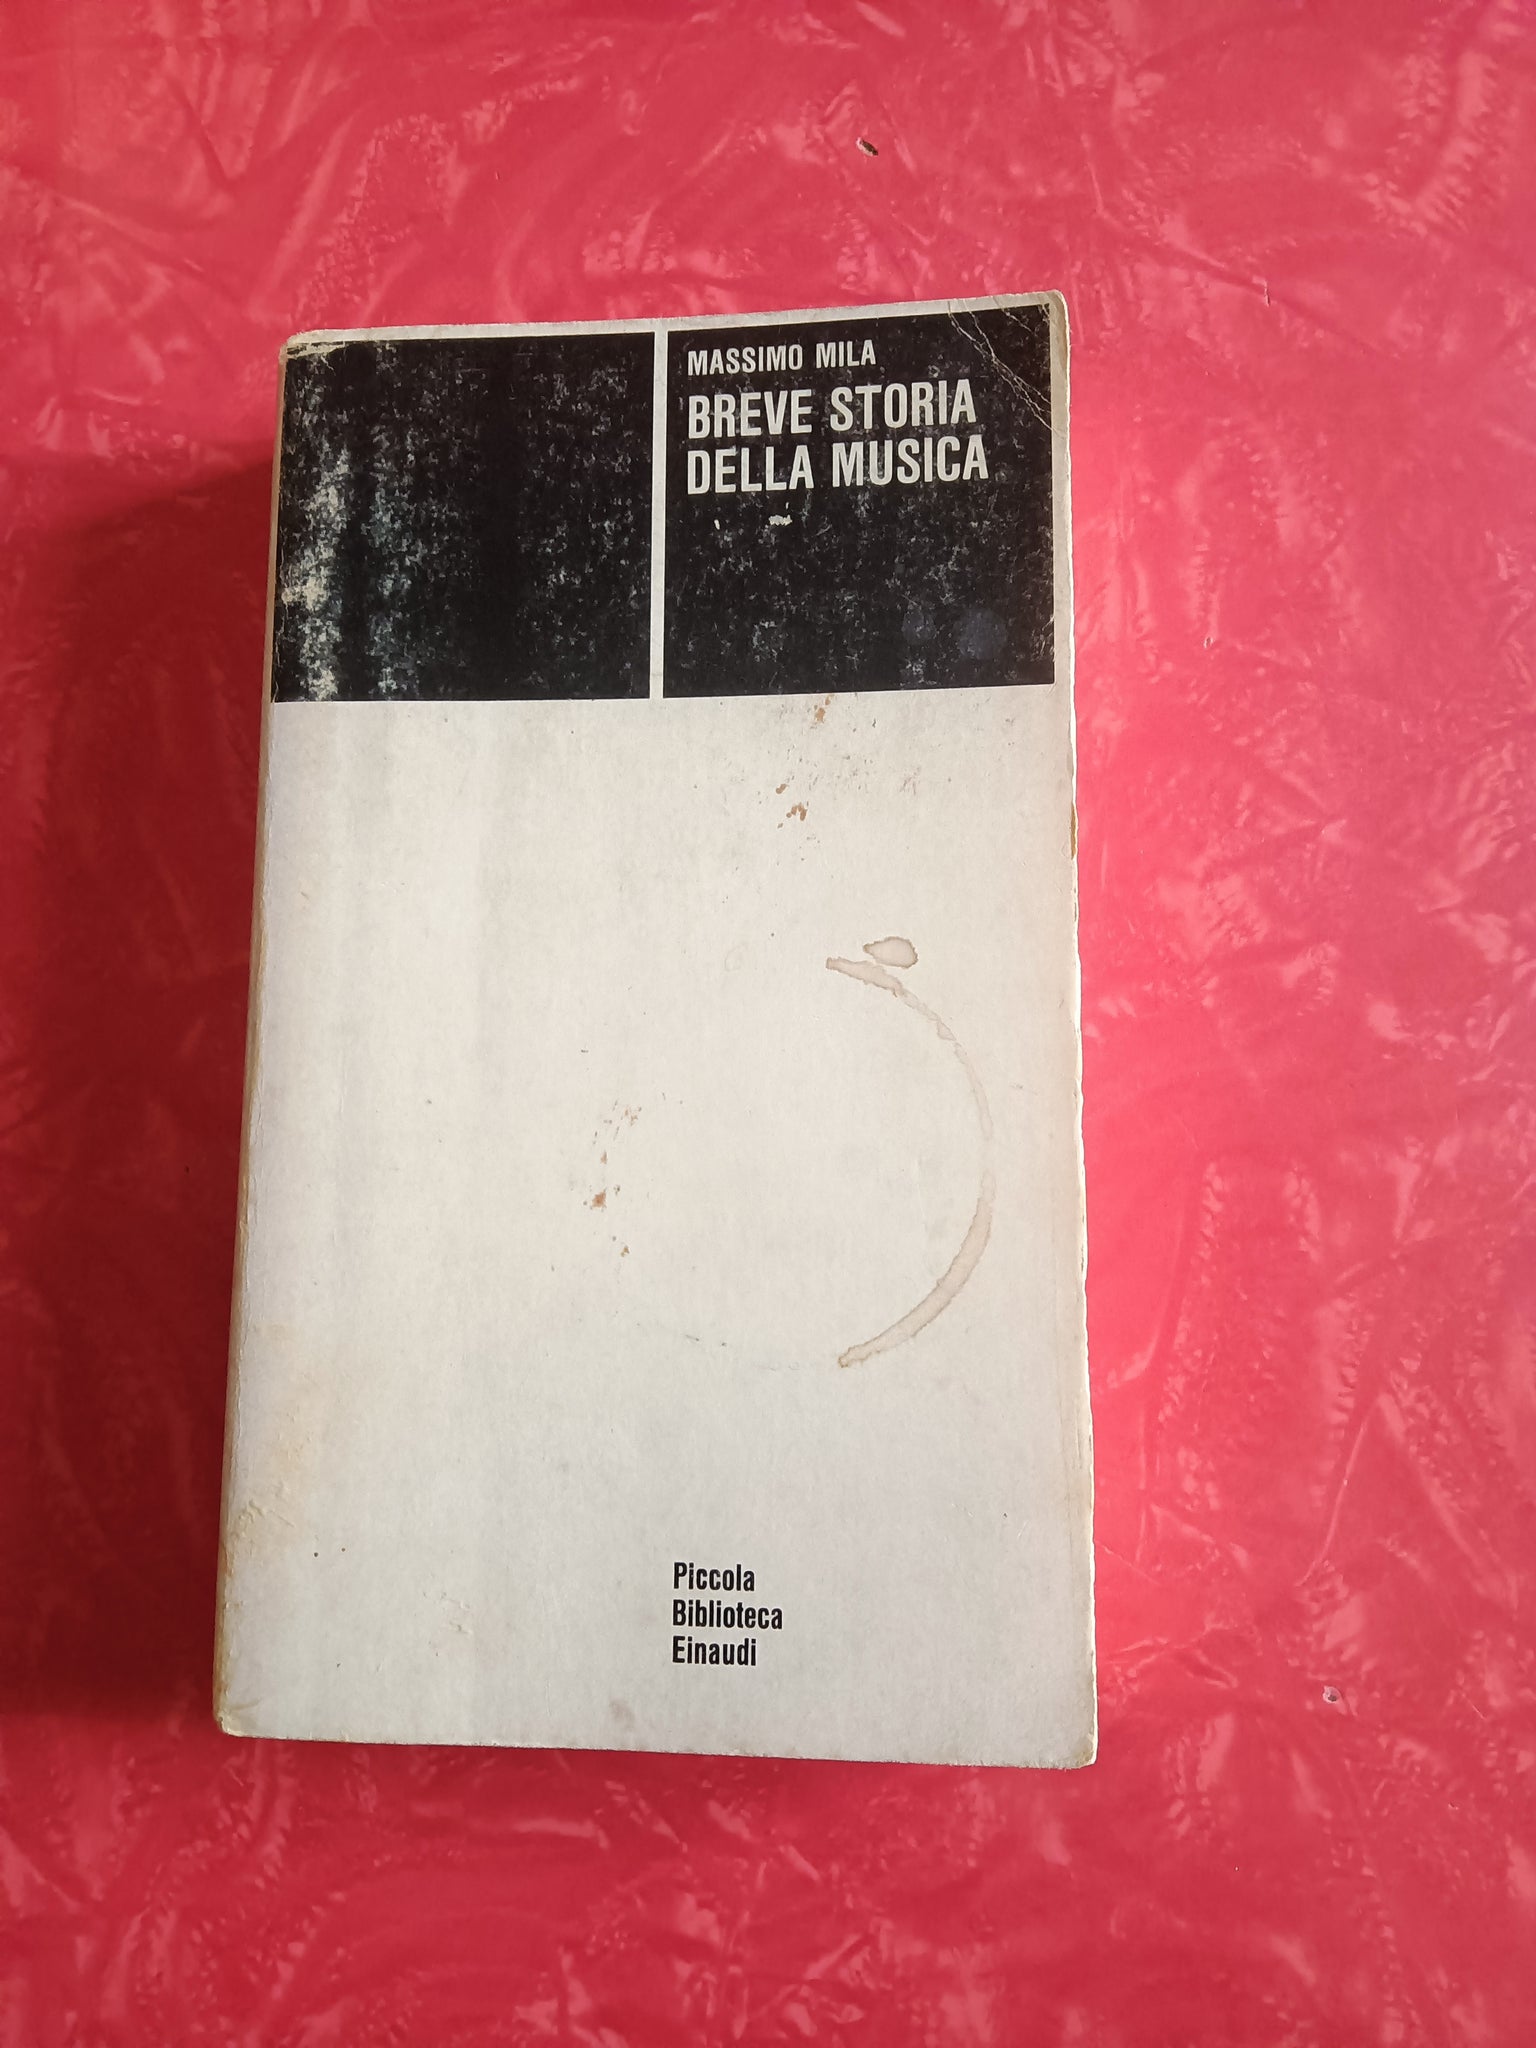 MASSIMO MILA
BREVE STORIA
DELLA MUSICA
Piccola
Biblioteca
Einaudi